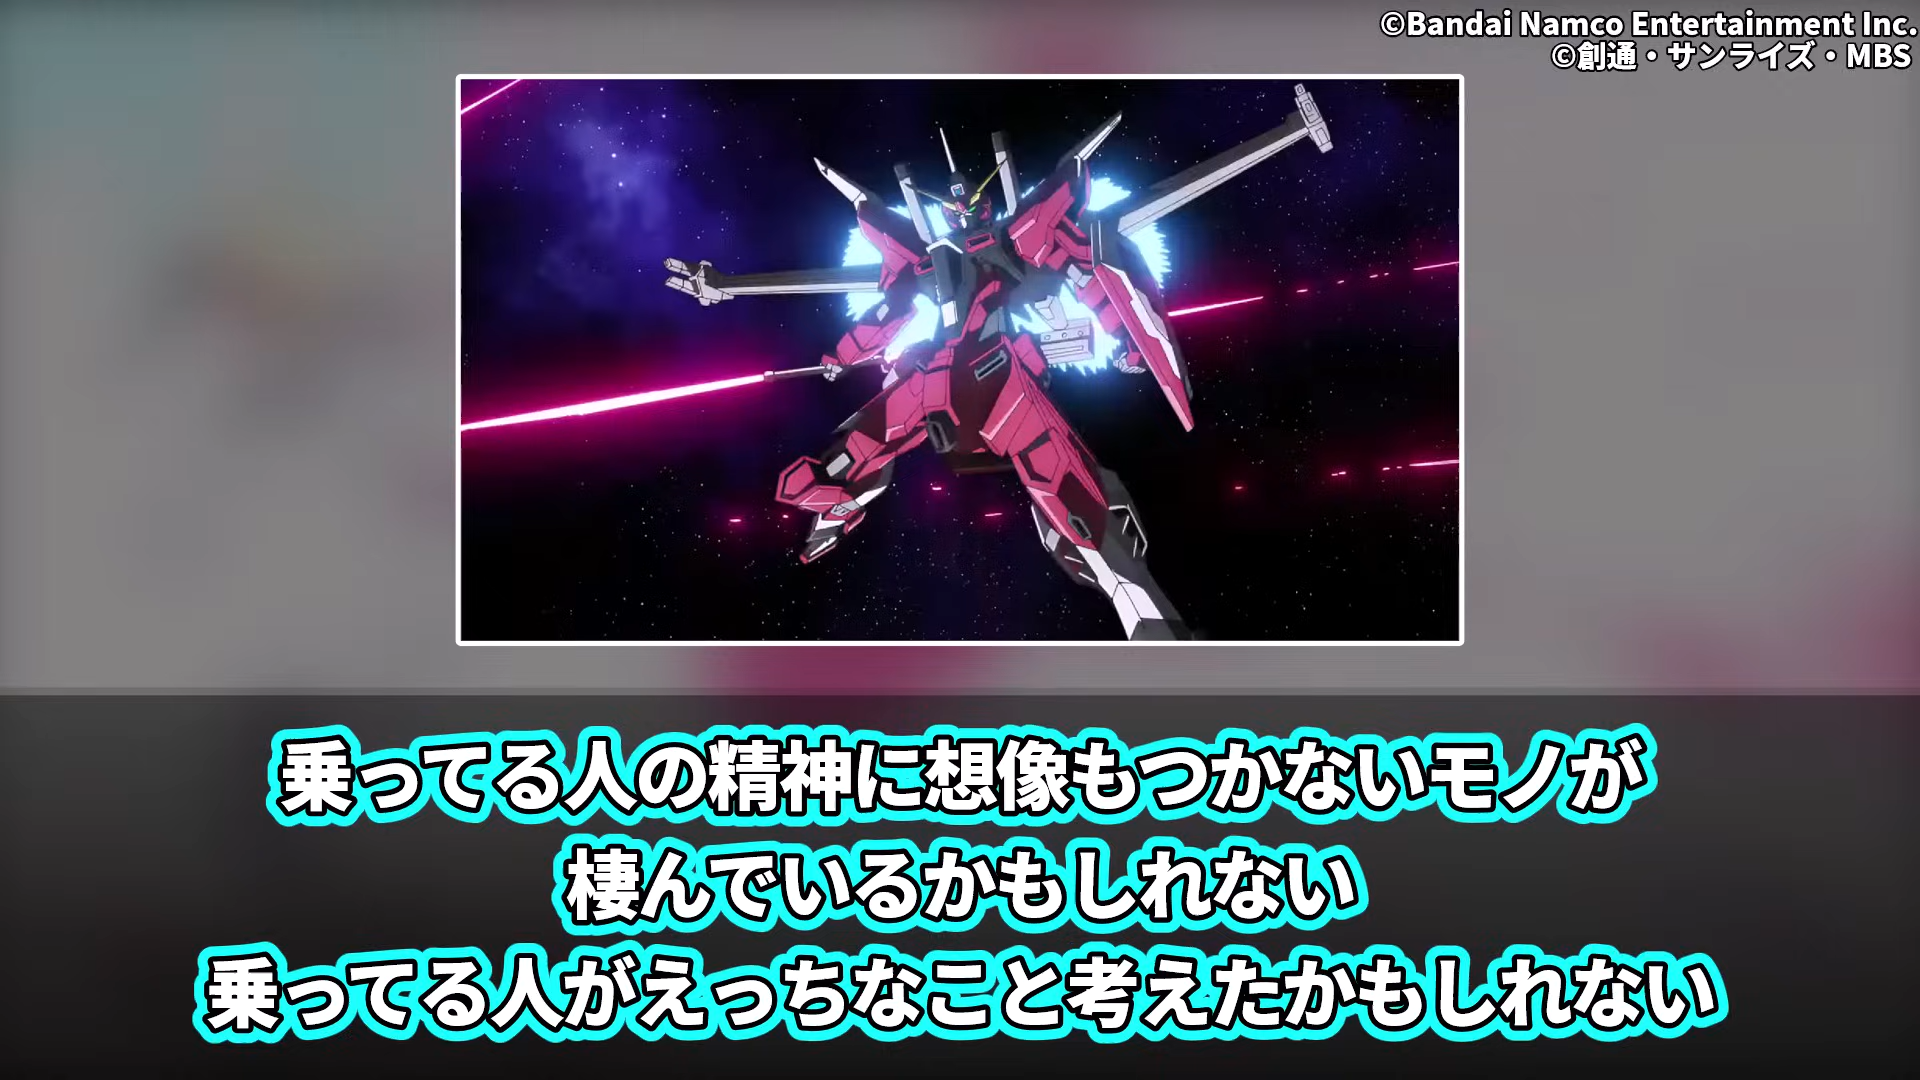 ©Bandai Namco Entertainment Inc.
©創通・サンライズ・MBS
乗ってる人の精神に想像もつかないモノが
棲んでいるかもしれない
乗ってる人がえっちなこと考えたかもしれない